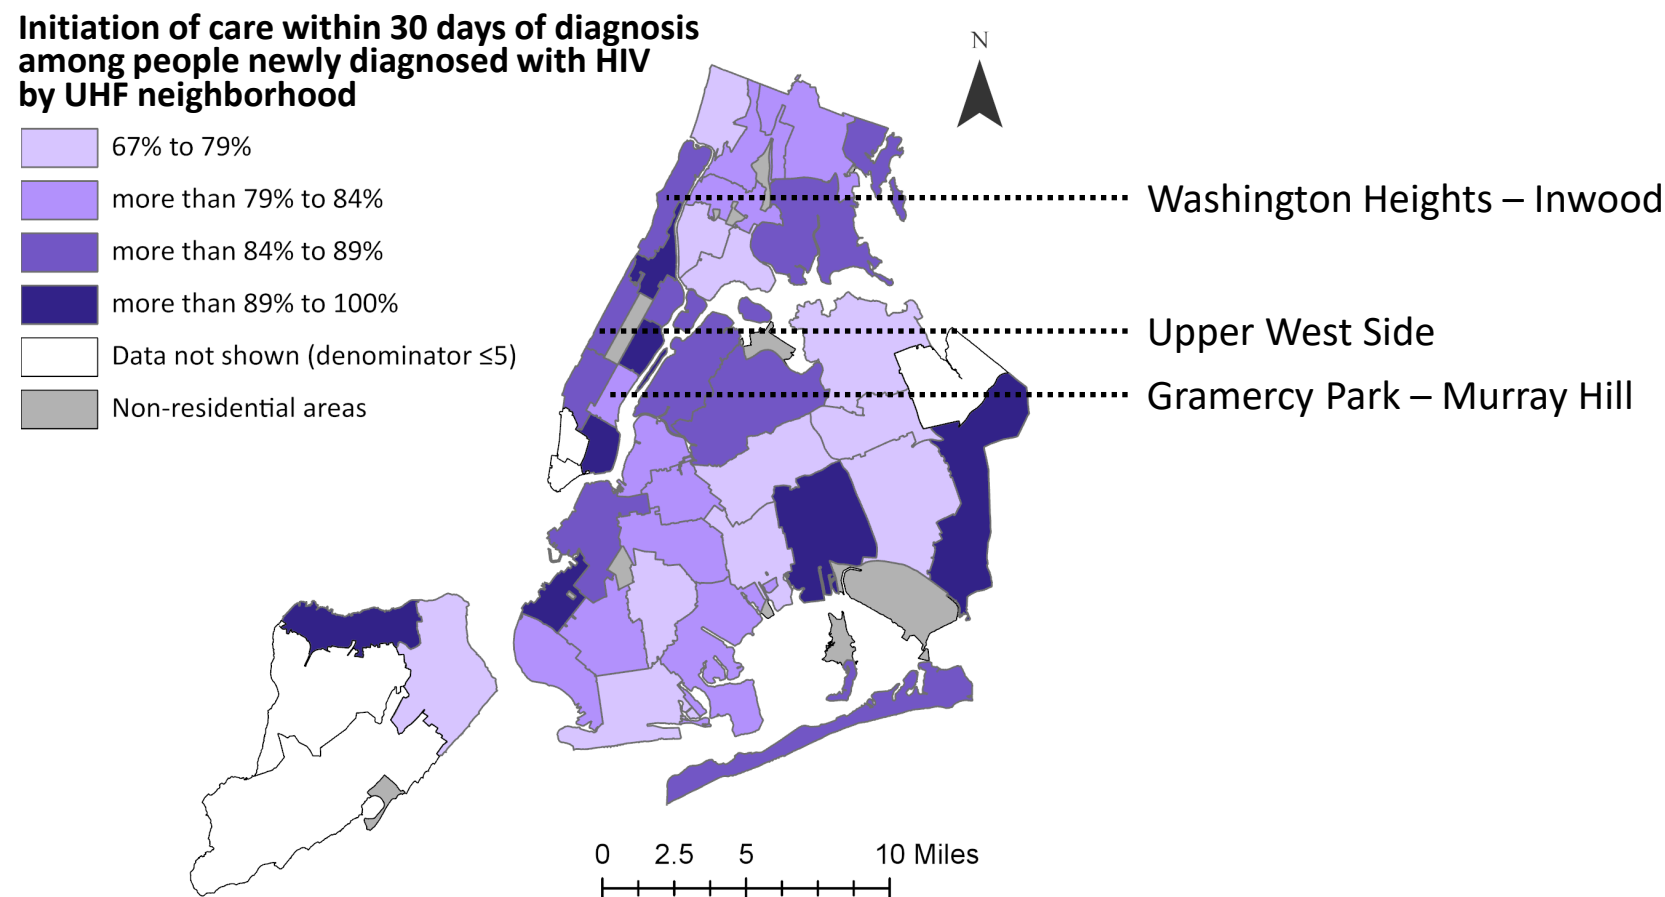 Initiation of care within 30 days of diagnosis
among people newly diagnosed with HIV
by UHF neighborhood
67% to 79%
more than 79% to 84%
more than 84% to 89%
more than 89% to 100%
Data not shown (denominator ≤5)
Non-residential areas
N
Washington Heights – Inwood
Upper West Side
Gramercy Park – Murray Hill
0 2.5 5 10 Miles